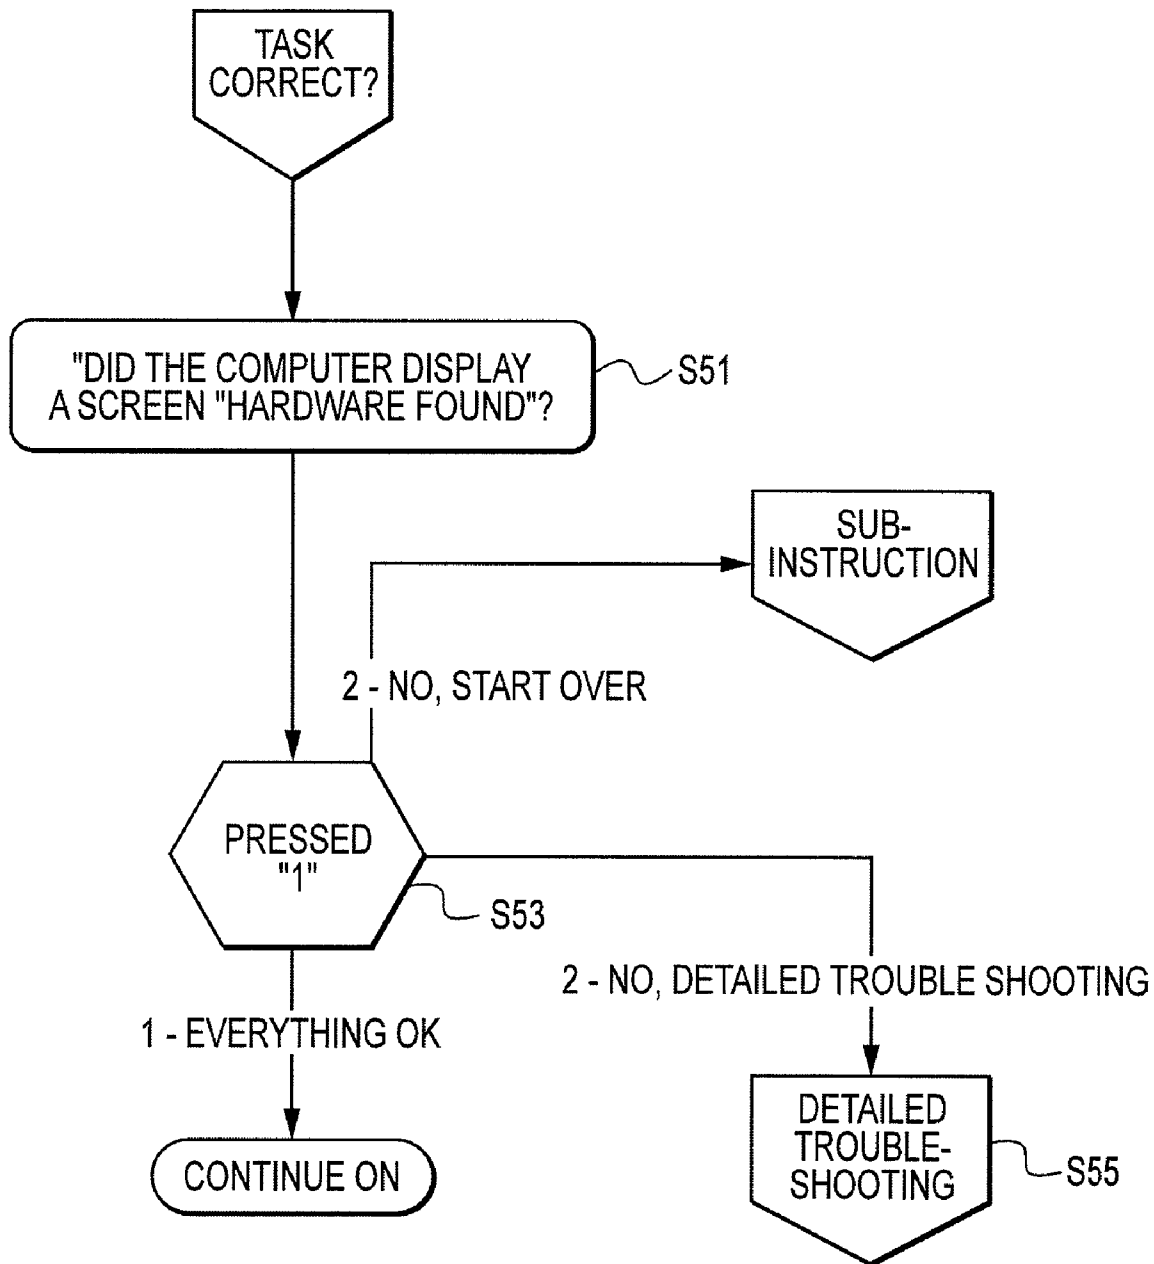 TASK
CORRECT?
"DID THE COMPUTER DISPLAY
A SCREEN "HARDWARE FOUND"?
S51
SUB-
INSTRUCTION
2 - NO, START OVER
PRESSED
"1"
S53
2 - NO, DETAILED TROUBLE SHOOTING
1 - EVERYTHING OK
DETAILED
TROUBLE-
SHOOTING
S55
CONTINUE ON